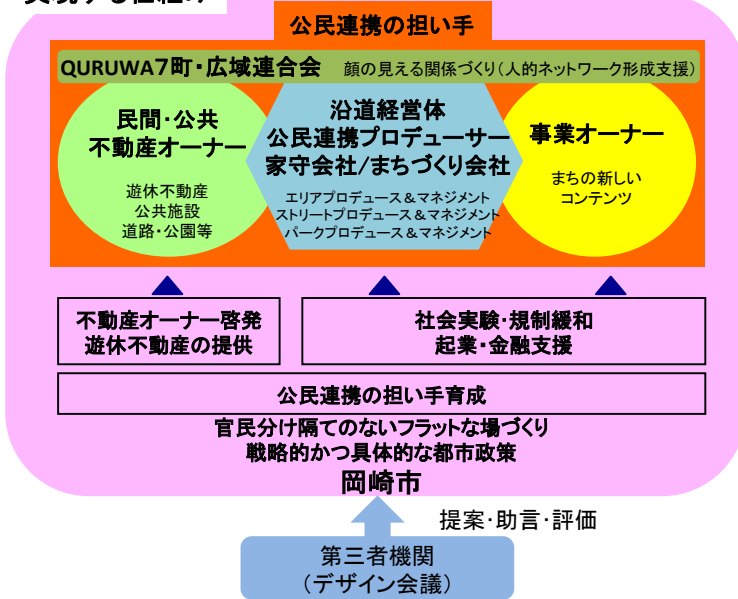 公民連携の担い手
QURUWA7町・広域連合会 顔の見える関係づくり(人的ネットワーク形成支援)
民間・公共
不動産オーナー
遊休不動産
公共施設
道路・公園等
沿道経営体
公民連携プロデューサー
家守会社/まちづくり会社
エリアプロデュース&マネジメント
ストリートプロデュース&マネジメント
パークプロデュース&マネジメント
事業オーナー
まちの新しい
コンテンツ
不動産オーナー啓発
遊休不動産の提供
社会実験・規制緩和
起業・金融支援
公民連携の担い手育成
官民分け隔てのないフラットな場づくり
戦略的かつ具体的な都市政策
岡崎市
提案・助言・評価
第三者機関
(デザイン会議)